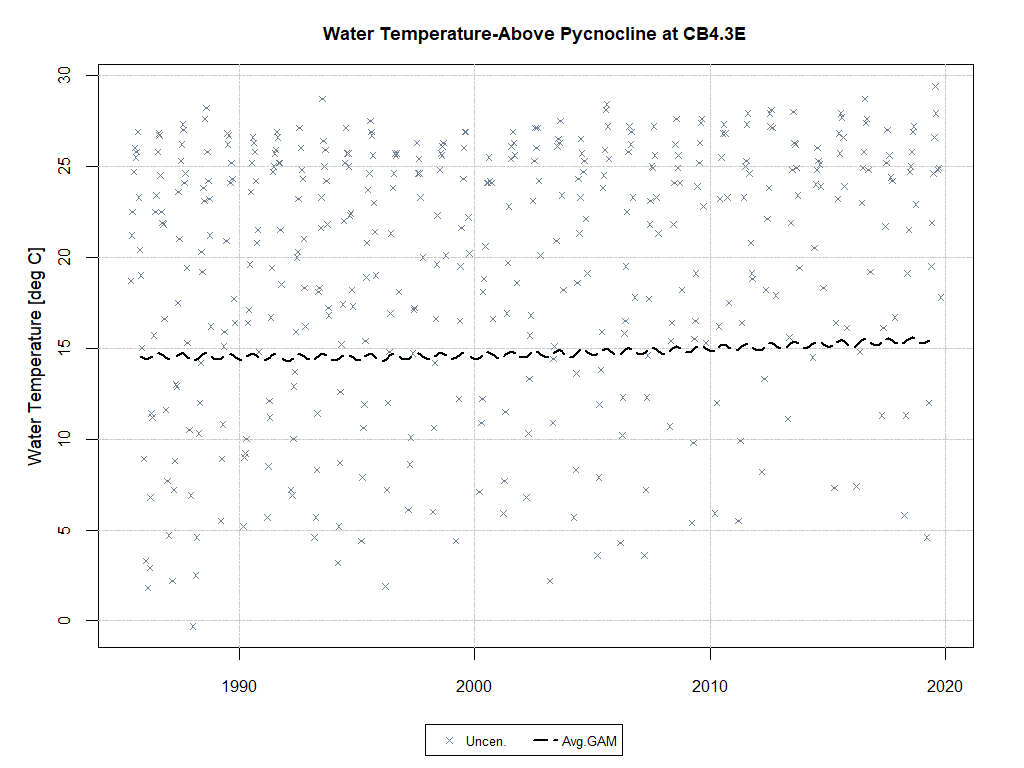 Water Temperature-Above Pycnocline at CB4.3E
Water Temperature [deg C]
30
25
20
15
10
5
0
1990
2000
2010
2020
Uncen.
Avg.GAM